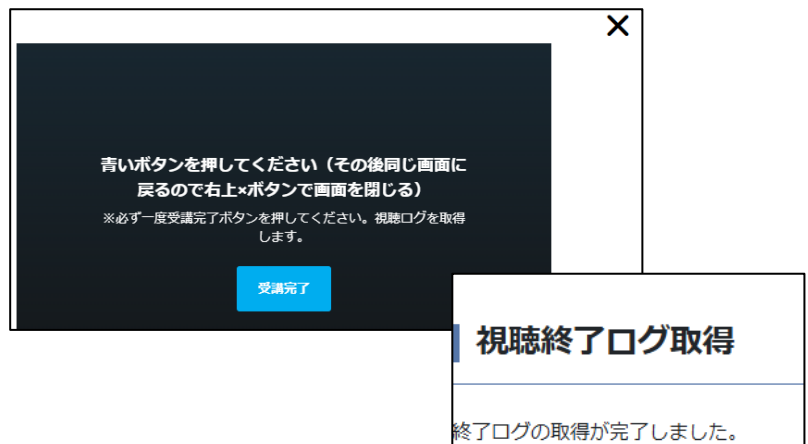 青いボタンを押してください（その後同じ画面に
戻るので右上×ボタンで画面を閉じる）
※必ず一度受講完了ボタンを押してください。視聴ログを取得
します。
受講完了
視聴終了ログ取得
終了ログの取得が完了しました。